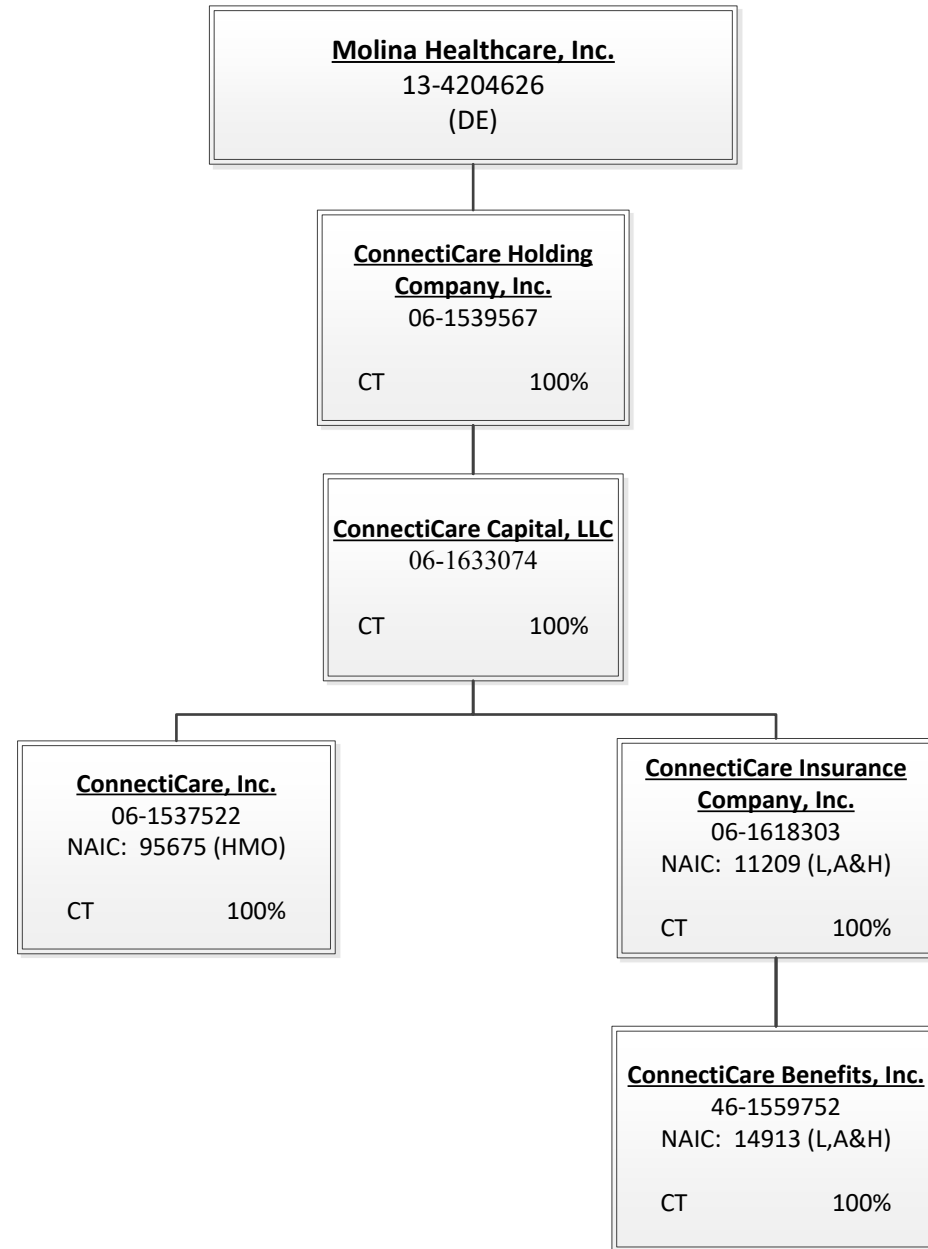 Molina Healthcare, Inc.
13-4204626
(DE)
ConnectiCare Holding
Company, Inc.
06-1539567
CT 100%
ConnectiCare Capital, LLC
06-1633074
CT 100%
ConnectiCare, Inc.
06-1537522
NAIC: 95675 (HMO)
CT 100%
ConnectiCare Insurance
Company, Inc.
06-1618303
NAIC: 11209 (L,A&H)
CT 100%
ConnectiCare Benefits, Inc.
46-1559752
NAIC: 14913 (L,A&H)
CT 100%